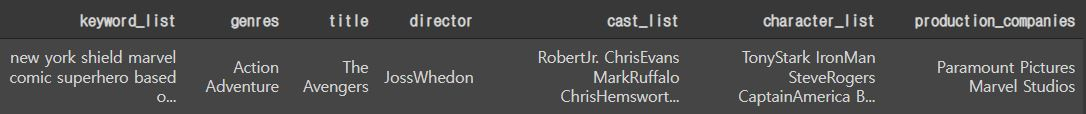 keyword_list genres title director cast_list character_list production_companies
new york shield marvel
comic superhero based
o...
Action
Adventure
The
Avengers
JossWhedon
RobertJr. ChrisEvans
MarkRuffalo
ChrisHemswort...
TonyStark IronMan
SteveRogers
CaptainAmerica B...
Paramount Pictures
Marvel Studios